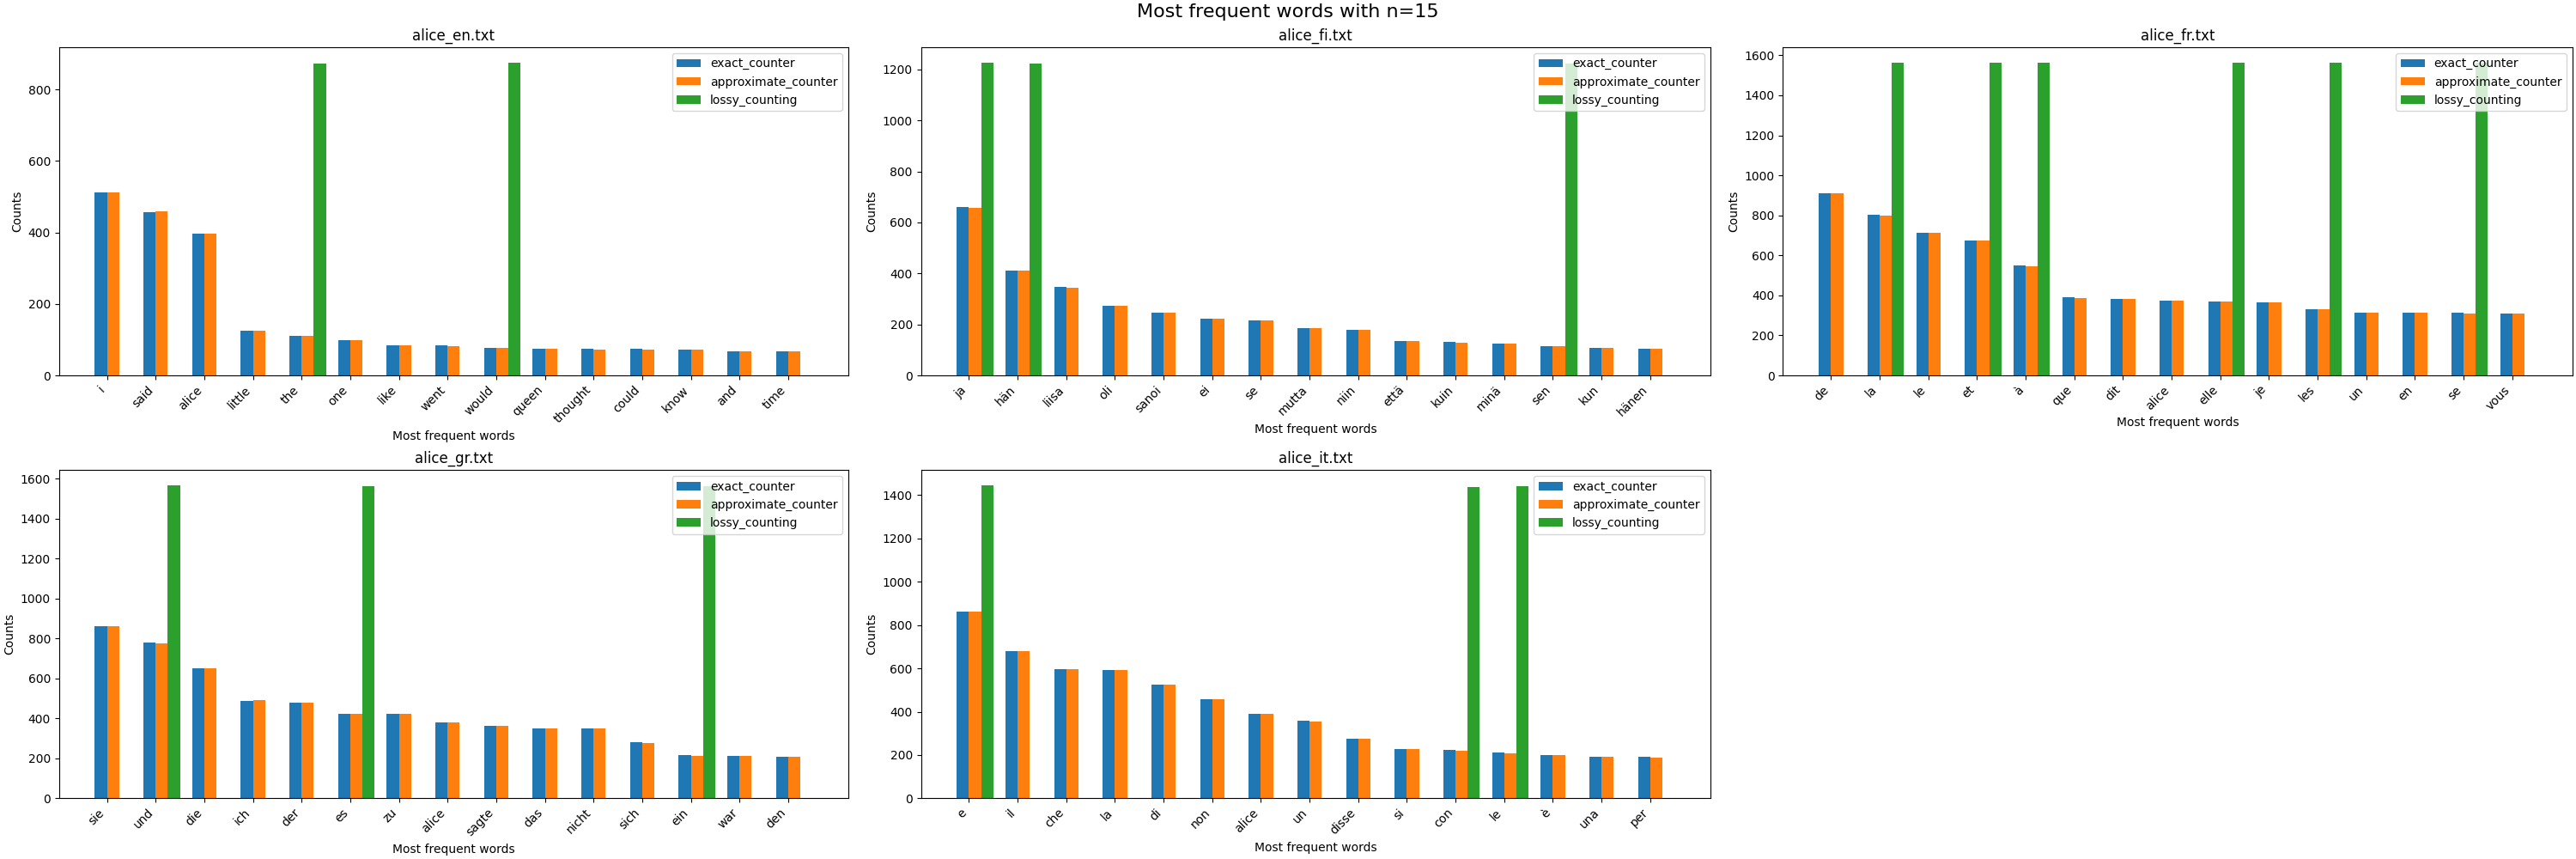 Most frequent words with n=15
alice_en.txt
exact_counter
approximate_counter
lossy_counting
800
600
400
200
0
Counts
i said alice little the one like went would queen thought could know and time
Most frequent words
alice_fi.txt
exact_counter
approximate_counter
lossy_counting
1200
1000
800
600
400
200
0
Counts
ja hän liisa oli sanoi ei se mutta niin että kuin minä sen kun hänen
Most frequent words
alice_fr.txt
exact_counter
approximate_counter
lossy_counting
1600
1400
1200
1000
800
600
400
200
0
Counts
de la le et à que dit alice elle je les un en se vous
Most frequent words
alice_gr.txt
exact_counter
approximate_counter
lossy_counting
1600
1400
1200
1000
800
600
400
200
0
Counts
sie und die ich der es zu alice sagte das nicht sich ein war den
Most frequent words
alice_it.txt
exact_counter
approximate_counter
lossy_counting
1400
1200
1000
800
600
400
200
0
Counts
e il che la di non alice un disse si con le è una per
Most frequent words